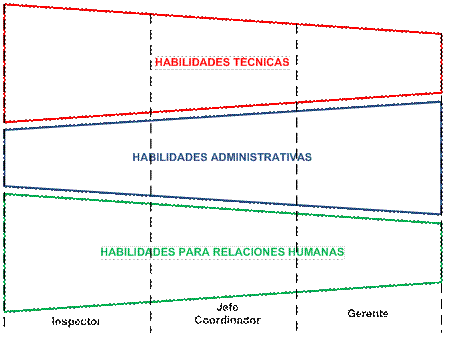 HABILIDADES TECNICAS
HABILIDADES ADMINISTRATIVAS
HABILIDADES PARA RELACIONES HUMANAS
Inspector
Jefe
Coordinador
Gerente